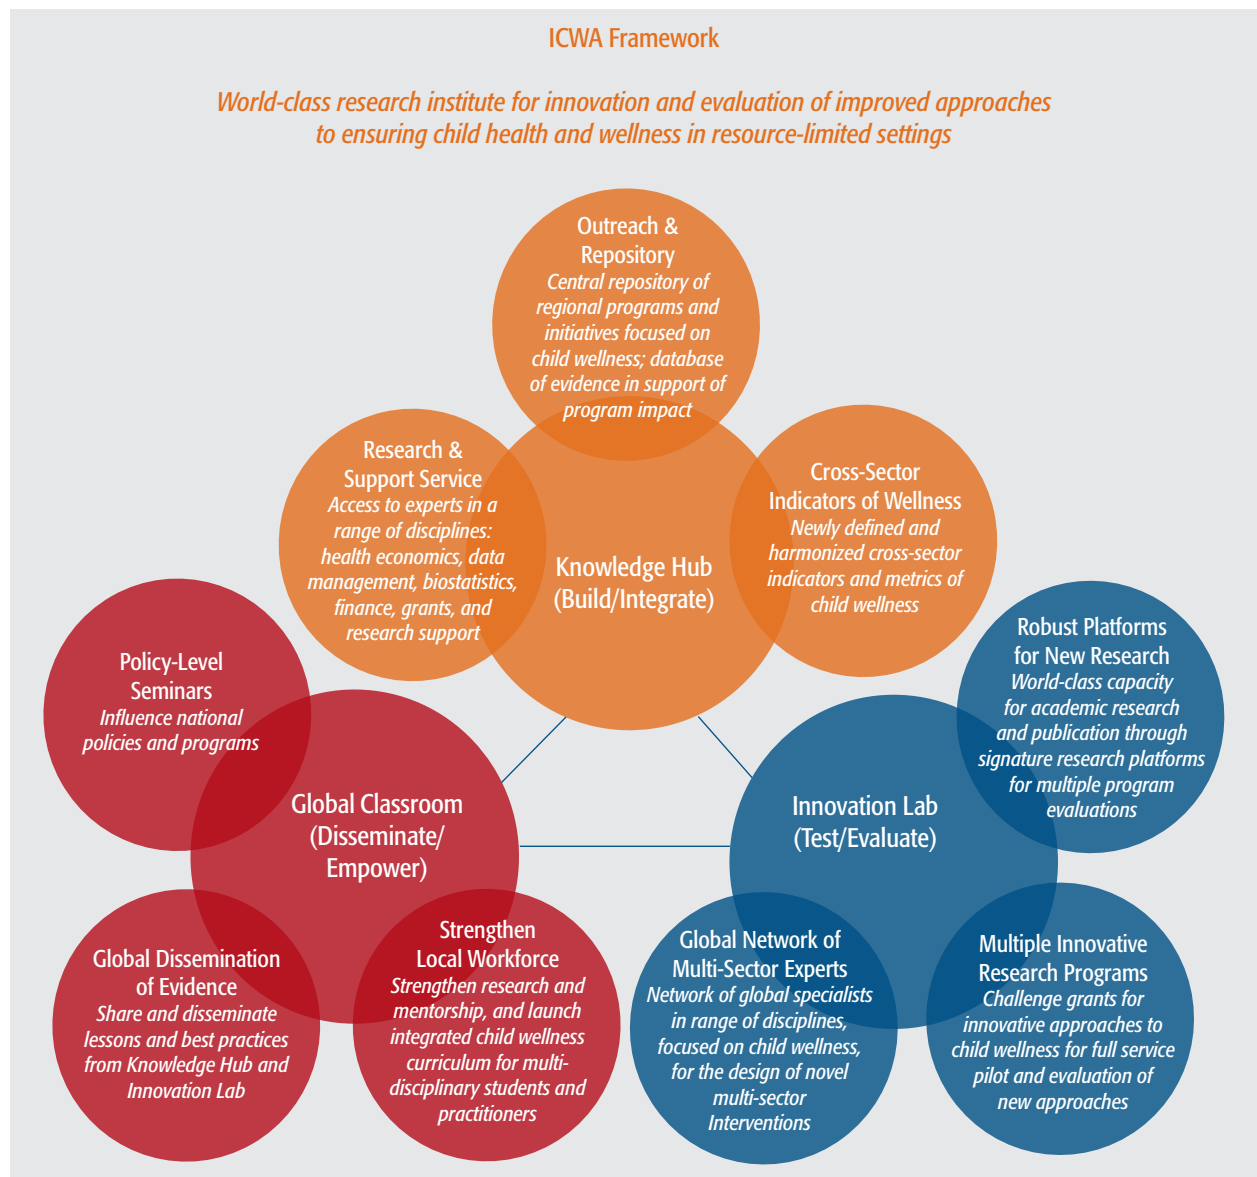 ICWA Framework
World-class research institute for innovation and evaluation of improved approaches
to ensuring child health and wellness in resource-limited settings
Outreach &
Repository
Central repository of
regional programs and
initiatives focused on
child wellness; database
of evidence in support of
program impact
Research &
Support Service
Access to experts in a
range of disciplines:
health economics, data
management, biostatistics,
finance, grants, and
research support
Cross-Sector
Indicators of Wellness
Newly defined and
harmonized cross-sector
indicators and metrics of
child wellness
Knowledge Hub
(Build/Integrate)
Policy-Level
Seminars
Influence national
policies and programs
Global Classroom
(Disseminate/
Empower)
Global Dissemination
of Evidence
Share and disseminate
lessons and best practices
from Knowledge Hub and
Innovation Lab
Strengthen
Local Workforce
Strengthen research and
mentorship, and launch
integrated child wellness
curriculum for multi-
disciplinary students and
practitioners
Robust Platforms
for New Research
World-class capacity
for academic research
and publication through
signature research platforms
for multiple program
evaluations
Innovation Lab
(Test/Evaluate)
Global Network of
Multi-Sector Experts
Network of global specialists
in range of disciplines,
focused on child wellness,
for the design of novel
multi-sector
Interventions
Multiple Innovative
Research Programs
Challenge grants for
innovative approaches to
child wellness for full service
pilot and evaluation of
new approaches